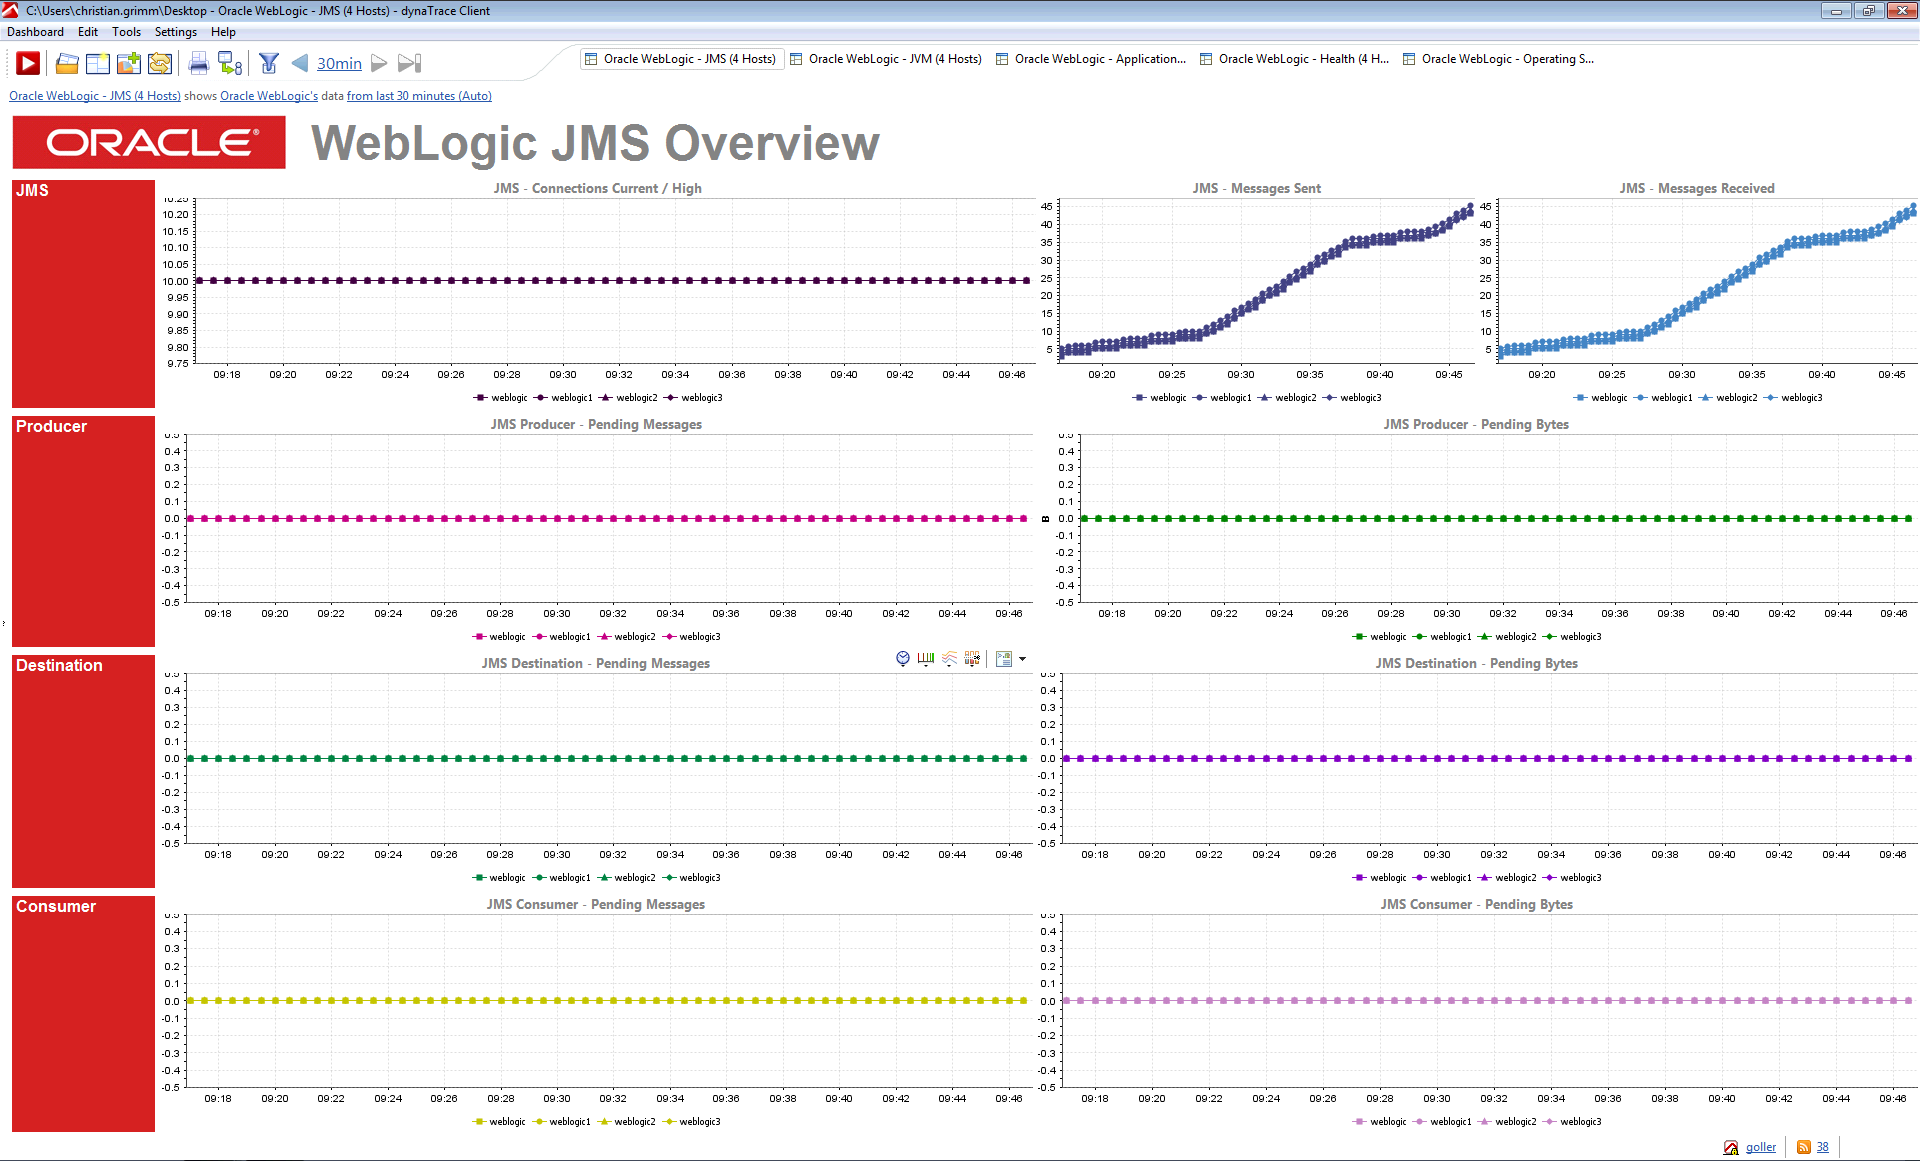 C:\Users\christian.grimm\Desktop - Oracle WebLogic - JMS (4 Hosts) - dynaTrace Client
Dashboard Edit Tools Settings Help
30min
Oracle WebLogic - JMS (4 Hosts) Oracle WebLogic - JVM (4 Hosts) Oracle WebLogic - Application... Oracle WebLogic - Health (4 H... Oracle WebLogic - Operating S...
Oracle WebLogic - JMS (4 Hosts) shows Oracle WebLogic's data from last 30 minutes (Auto)
ORACLE® WebLogic JMS Overview
JMS
JMS - Connections Current / High
10.25
10.20
10.15
10.10
10.05
10.00
9.95
9.90
9.85
9.80
9.75
09:18 09:20 09:22 09:24 09:26 09:28 09:30 09:32 09:34 09:36 09:38 09:40 09:42 09:44 09:46
weblogic weblogic1 weblogic2 weblogic3
JMS - Messages Sent
45
40
35
30
25
20
15
10
5
09:20 09:25 09:30 09:35 09:40 09:45
weblogic weblogic1 weblogic2 weblogic3
JMS - Messages Received
45
40
35
30
25
20
15
10
5
09:20 09:25 09:30 09:35 09:40 09:45
weblogic weblogic1 weblogic2 weblogic3
Producer
JMS Producer - Pending Messages
0.5
0.4
0.3
0.2
0.1
0.0
-0.1
-0.2
-0.3
-0.4
-0.5
09:18 09:20 09:22 09:24 09:26 09:28 09:30 09:32 09:34 09:36 09:38 09:40 09:42 09:44 09:46
weblogic weblogic1 weblogic2 weblogic3
JMS Producer - Pending Bytes
B
0.5
0.4
0.3
0.2
0.1
0.0
-0.1
-0.2
-0.3
-0.4
-0.5
09:18 09:20 09:22 09:24 09:26 09:28 09:30 09:32 09:34 09:36 09:38 09:40 09:42 09:44 09:46
weblogic weblogic1 weblogic2 weblogic3
Destination
JMS Destination - Pending Messages
0.5
0.4
0.3
0.2
0.1
0.0
-0.1
-0.2
-0.3
-0.4
-0.5
09:18 09:20 09:22 09:24 09:26 09:28 09:30 09:32 09:34 09:36 09:38 09:40 09:42 09:44 09:46
weblogic weblogic1 weblogic2 weblogic3
JMS Destination - Pending Bytes
0.5
0.4
0.3
0.2
0.1
0.0
-0.1
-0.2
-0.3
-0.4
-0.5
09:18 09:20 09:22 09:24 09:26 09:28 09:30 09:32 09:34 09:36 09:38 09:40 09:42 09:44 09:46
weblogic weblogic1 weblogic2 weblogic3
Consumer
JMS Consumer - Pending Messages
0.5
0.4
0.3
0.2
0.1
0.0
-0.1
-0.2
-0.3
-0.4
-0.5
09:18 09:20 09:22 09:24 09:26 09:28 09:30 09:32 09:34 09:36 09:38 09:40 09:42 09:44 09:46
weblogic weblogic1 weblogic2 weblogic3
JMS Consumer - Pending Bytes
0.5
0.4
0.3
0.2
0.1
0.0
-0.1
-0.2
-0.3
-0.4
-0.5
09:18 09:20 09:22 09:24 09:26 09:28 09:30 09:32 09:34 09:36 09:38 09:40 09:42 09:44 09:46
weblogic weblogic1 weblogic2 weblogic3
goller 38